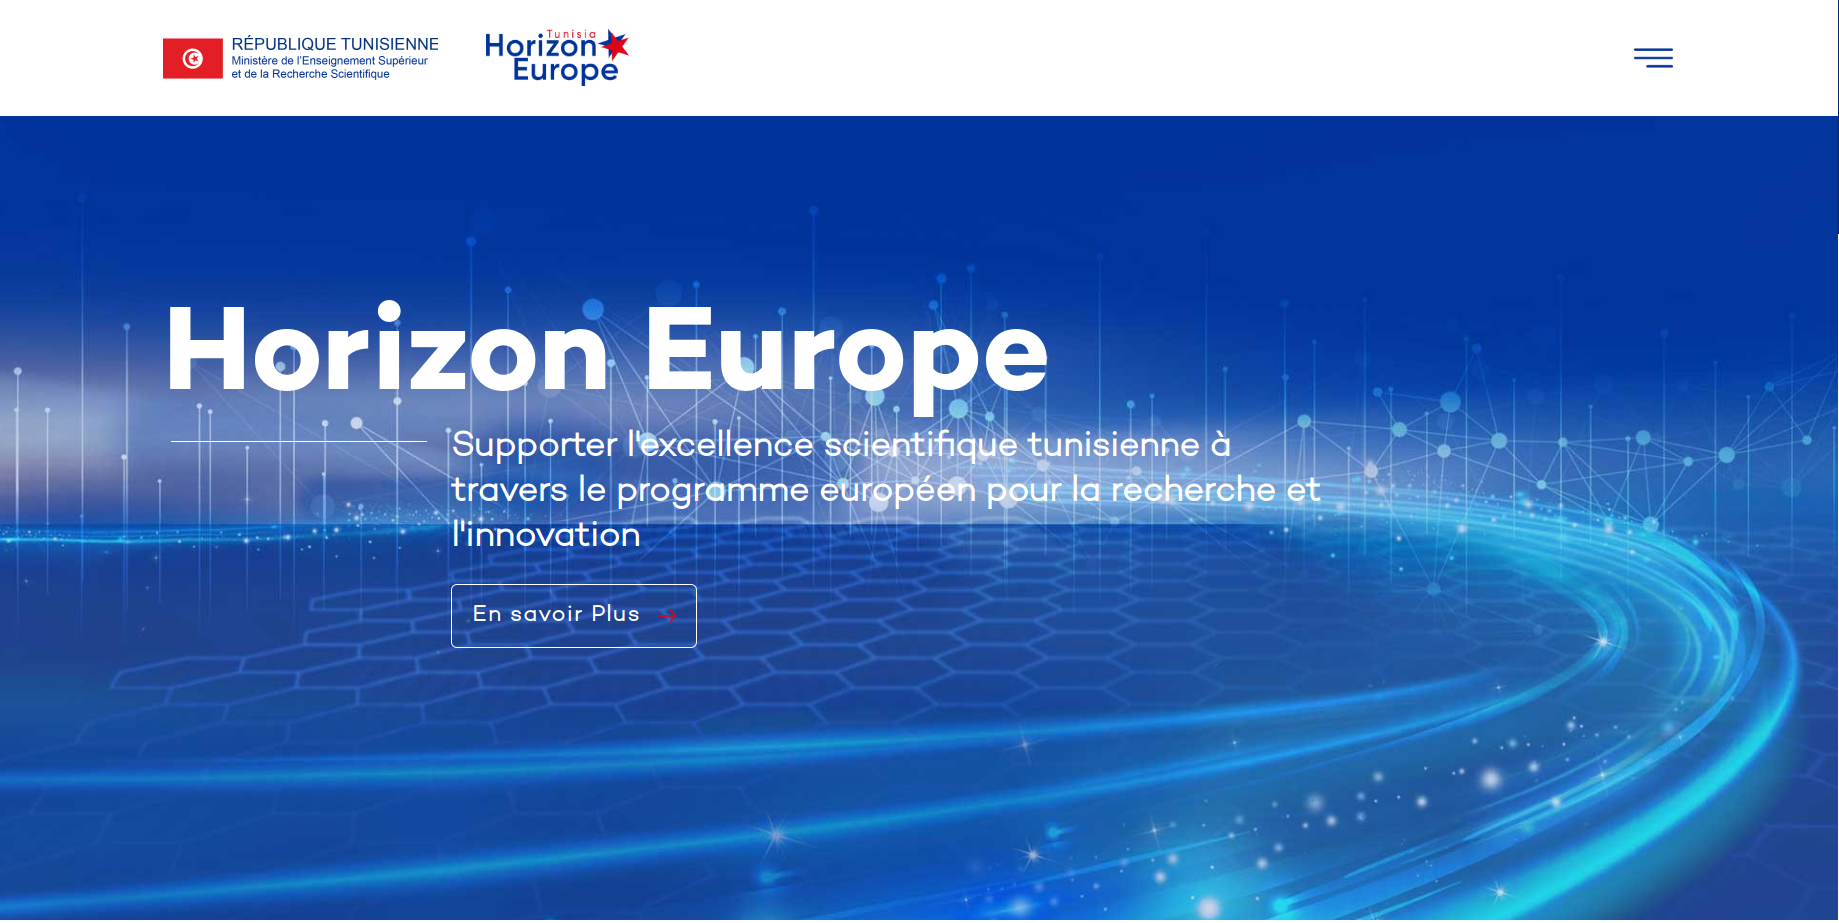 RÉPUBLIQUE TUNISIENNE
Ministère de l'Enseignement Supérieur
et de la Recherche Scientifique
Tunisia
Horizon
Europe
Horizon Europe
Supporter l'excellence scientifique tunisienne à
travers le programme européen pour la recherche et
l'innovation
En savoir Plus